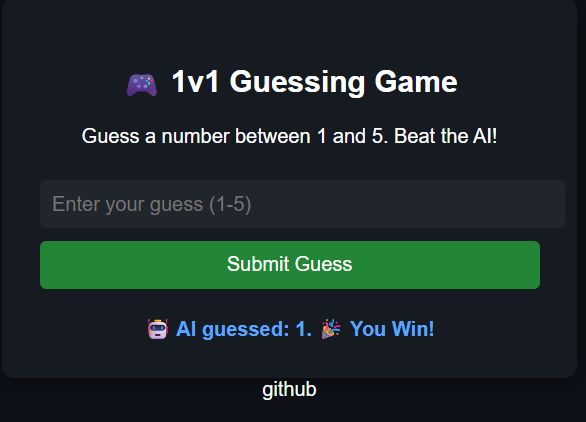 🎮 1v1 Guessing Game
Guess a number between 1 and 5. Beat the AI!
Enter your guess (1-5)
Submit Guess
🤖 AI guessed: 1. 🎉 You Win!
github